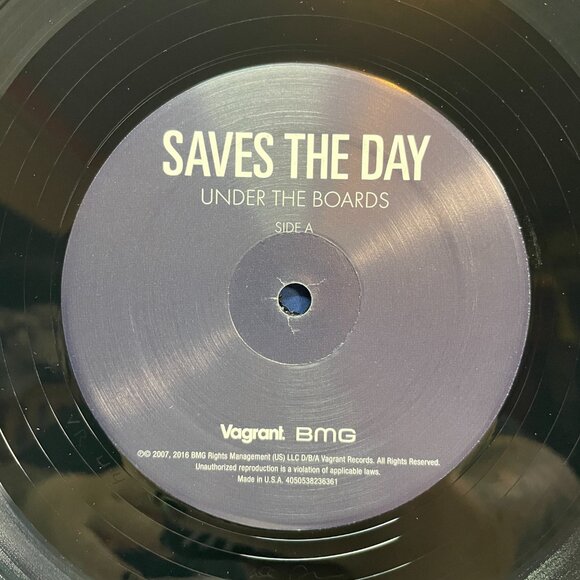 SAVES THE DAY
UNDER THE BOARDS
SIDE A
Vagrant. BMG
℗© 2007, 2016 BMG Rights Management (US) LLC D/B/A Vagrant Records. All Rights Reserved.
Unauthorized reproduction is a violation of applicable laws.
Made in U.S.A. 4050538236361